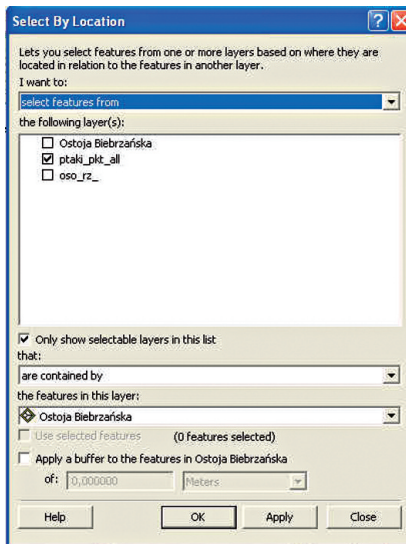 Select By Location
Lets you select features from one or more layers based on where they are
located in relation to the features in another layer.
I want to:
select features from
the following layer(s):
Ostoja Biebrzańska
ptaki_pkt_all
oso_rz_
Only show selectable layers in this list
that:
are contained by
the features in this layer:
Ostoja Biebrzańska
Use selected features (0 features selected)
Apply a buffer to the features in Ostoja Biebrzańska
of: 0,000000 Meters
Help OK Apply Close